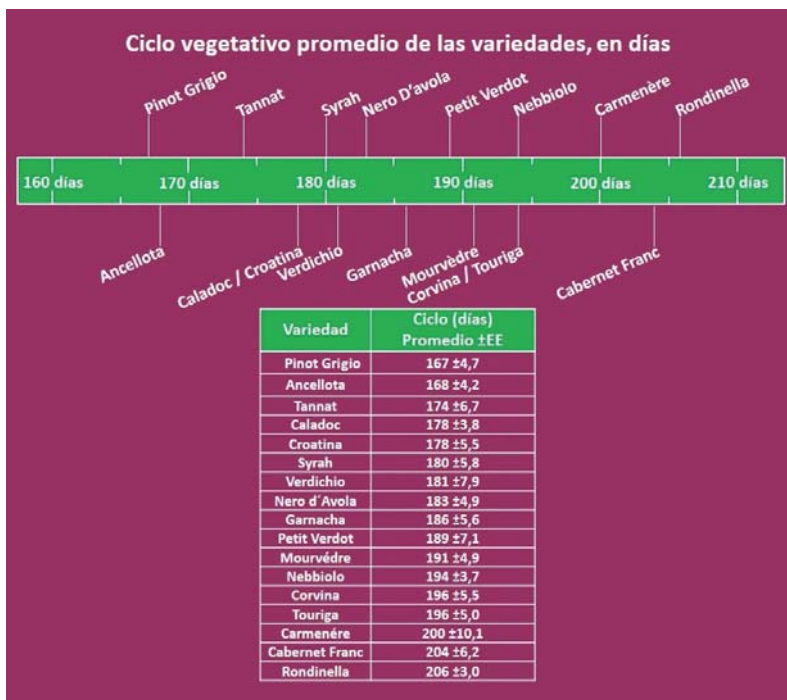 Ciclo vegetativo promedio de las variedades, en días
Pinot Grigio
Tannat
Syrah
Nero D'avola
Petit Verdot
Nebbiolo
Carmenère
Rondinella
160 días
170 días
180 días
190 días
200 días
210 días
Ancellota
Caladoc / Croatina
Verdichio
Garnacha
Mourvèdre
Corvina / Touriga
Cabernet Franc
Variedad Ciclo (días)
Promedio ±EE
Pinot Grigio 167 ±4,7
Ancellota 168 ±4,2
Tannat 174 ±6,7
Caladoc 178 ±3,8
Croatina 178 ±5,5
Syrah 180 ±5,8
Verdichio 181 ±7,9
Nero d´Avola 183 ±4,9
Garnacha 186 ±5,6
Petit Verdot 189 ±7,1
Mourvédre 191 ±4,9
Nebbiolo 194 ±3,7
Corvina 196 ±5,5
Touriga 196 ±5,0
Carmenére 200 ±10,1
Cabernet Franc 204 ±6,2
Rondinella 206 ±3,0